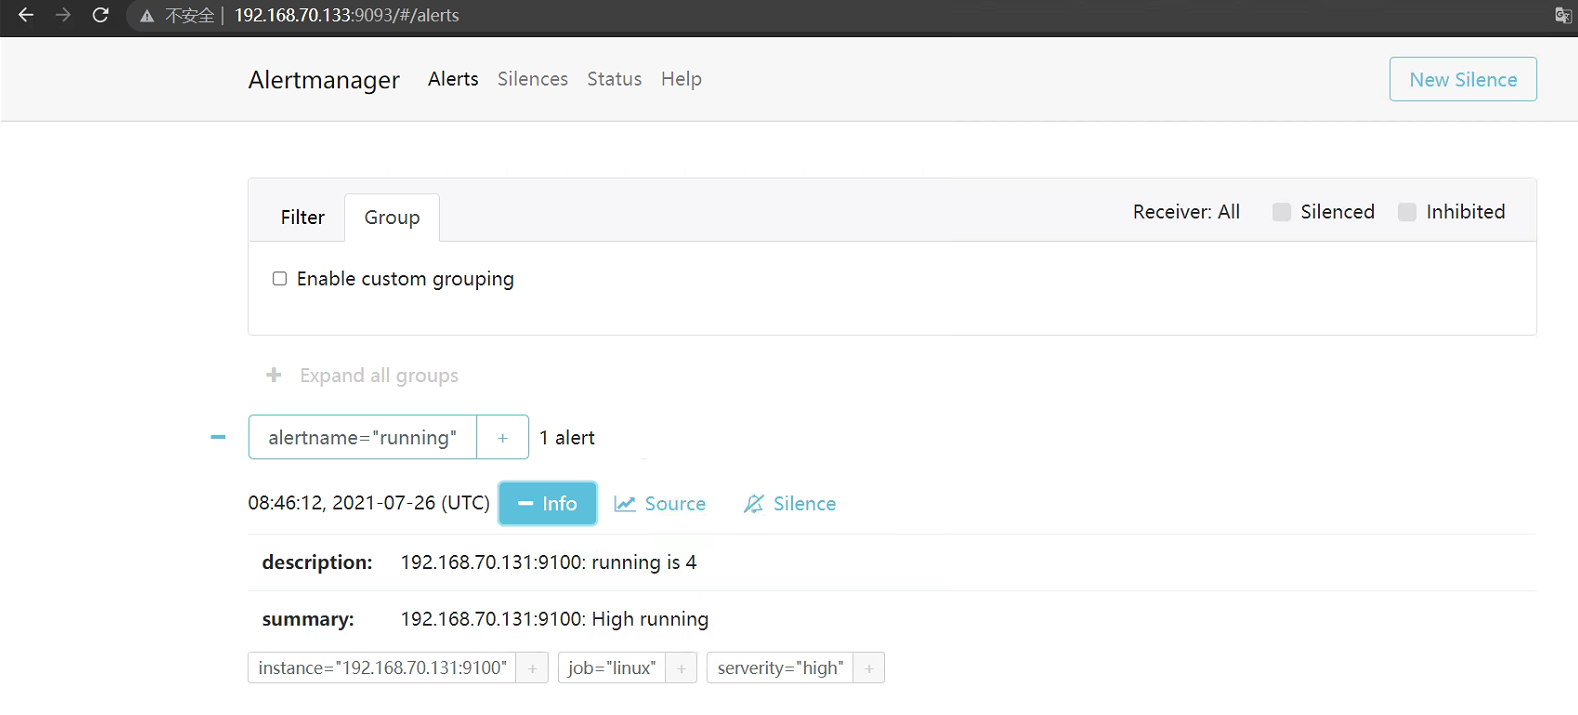 不安全 | 192.168.70.133:9093/#/alerts
Alertmanager Alerts Silences Status Help New Silence
Filter Group Receiver: All Silenced Inhibited
Enable custom grouping
+ Expand all groups
alertname="running" + 1 alert
08:46:12, 2021-07-26 (UTC) Info Source Silence
description: 192.168.70.131:9100: running is 4
summary: 192.168.70.131:9100: High running
instance="192.168.70.131:9100" + job="linux" + serverity="high" +